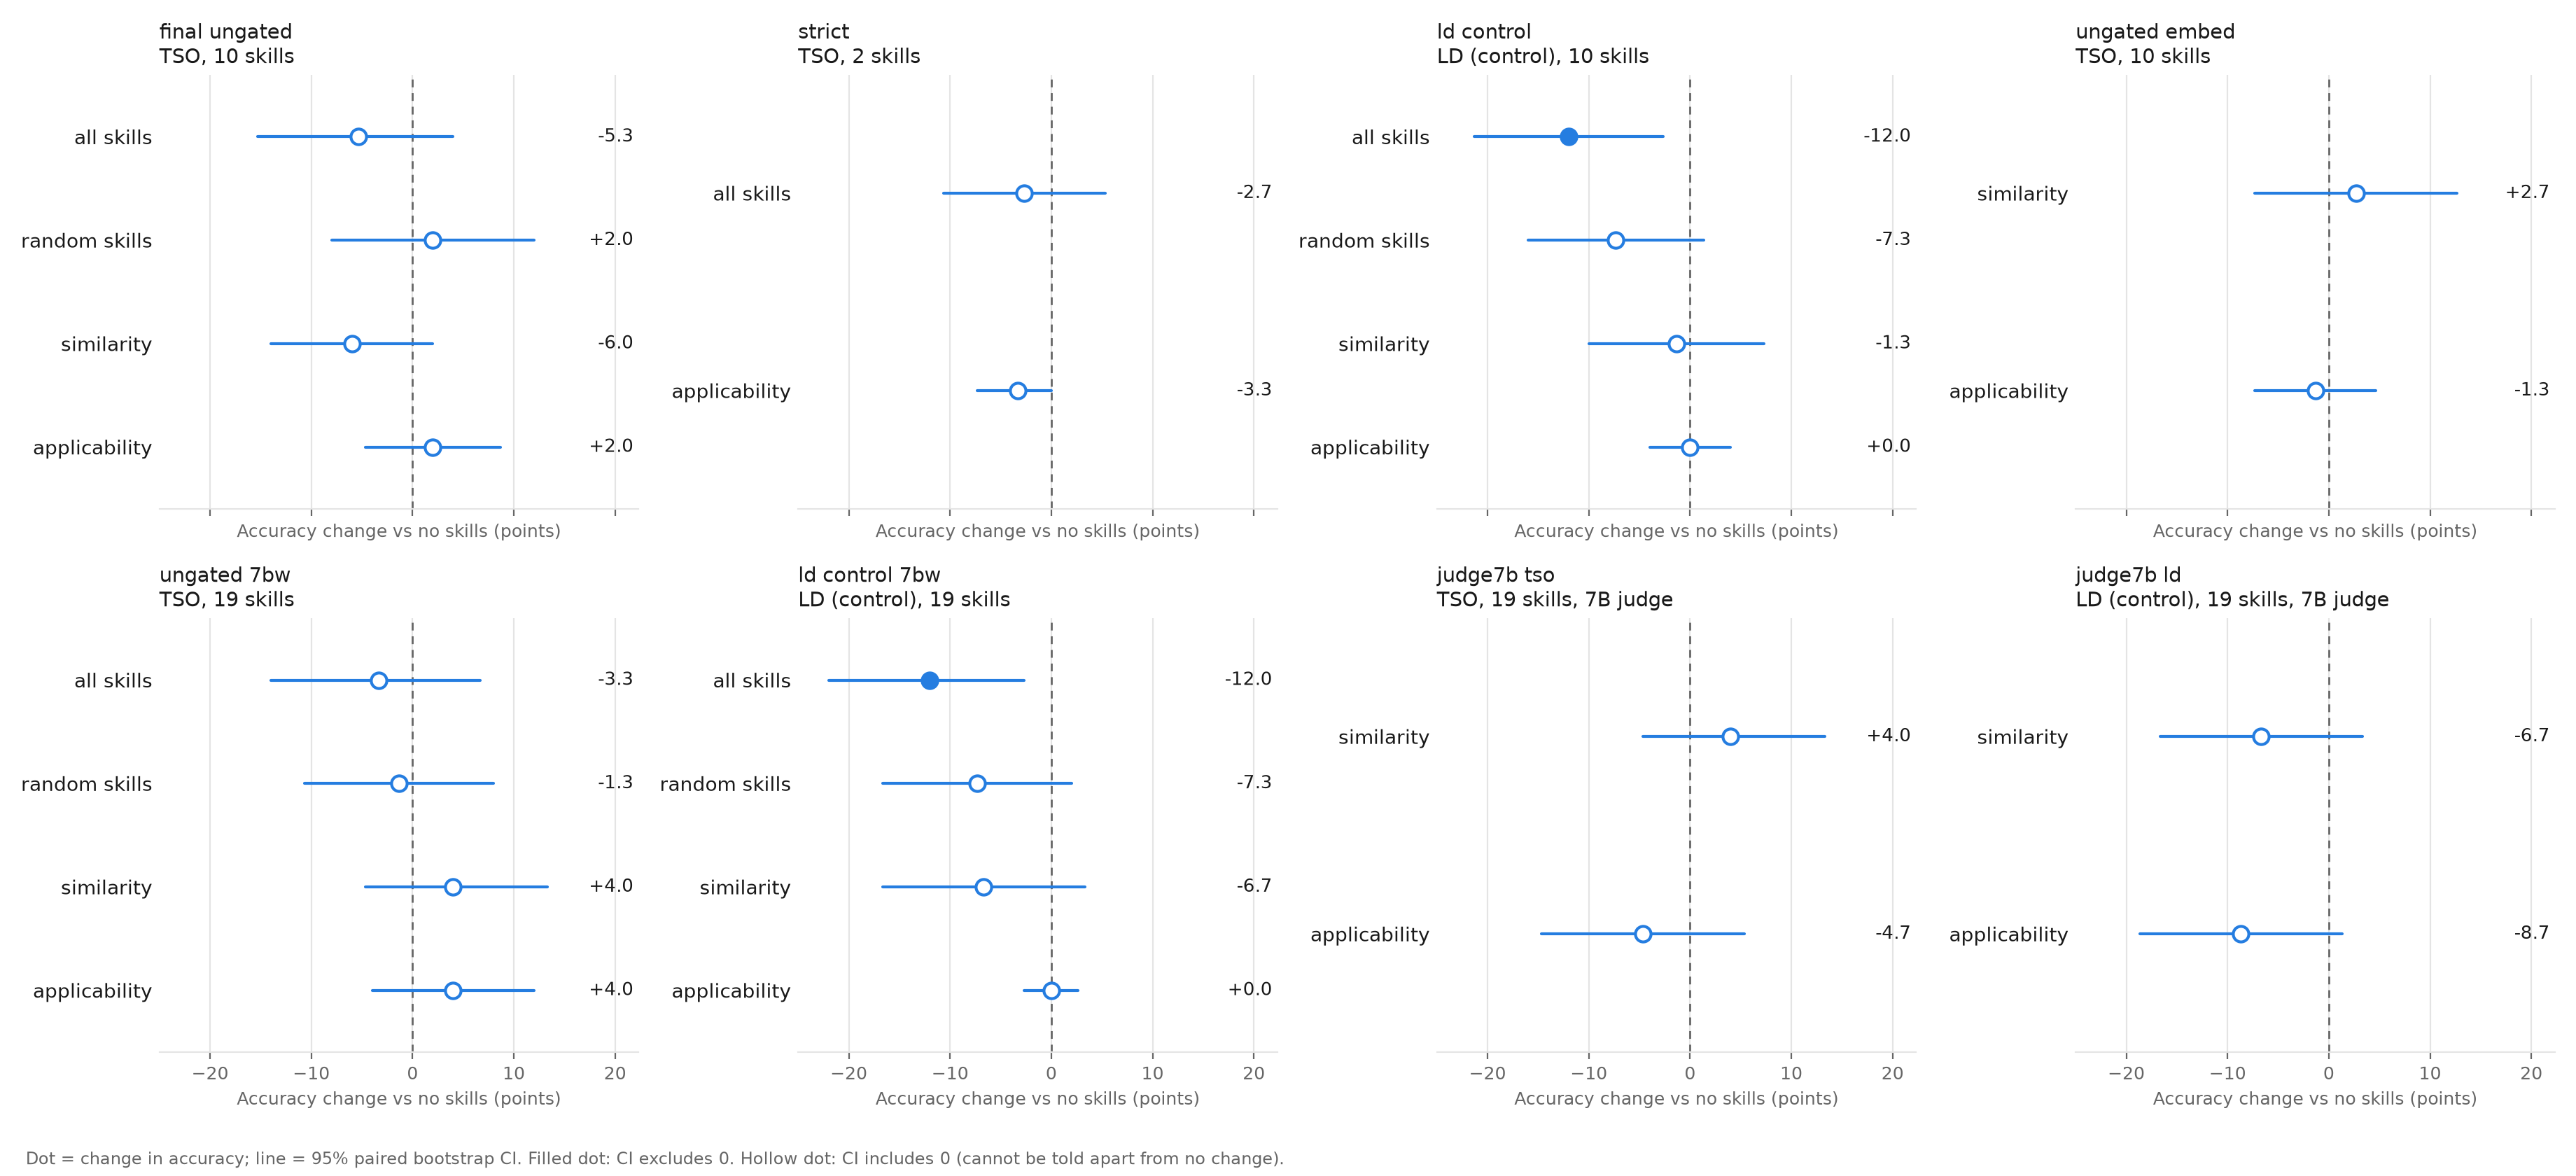 final ungated
TSO, 10 skills
all skills
-5.3
random skills
+2.0
similarity
-6.0
applicability
+2.0
Accuracy change vs no skills (points)
strict
TSO, 2 skills
all skills
-2.7
applicability
-3.3
Accuracy change vs no skills (points)
ld control
LD (control), 10 skills
all skills
-12.0
random skills
-7.3
similarity
-1.3
applicability
+0.0
Accuracy change vs no skills (points)
ungated embed
TSO, 10 skills
similarity
+2.7
applicability
-1.3
Accuracy change vs no skills (points)
ungated 7bw
TSO, 19 skills
all skills
-3.3
random skills
-1.3
similarity
+4.0
applicability
+4.0
−20 −10 0 10 20
Accuracy change vs no skills (points)
ld control 7bw
LD (control), 19 skills
all skills
-12.0
random skills
-7.3
similarity
-6.7
applicability
+0.0
−20 −10 0 10 20
Accuracy change vs no skills (points)
judge7b tso
TSO, 19 skills, 7B judge
similarity
+4.0
applicability
-4.7
−20 −10 0 10 20
Accuracy change vs no skills (points)
judge7b ld
LD (control), 19 skills, 7B judge
similarity
-6.7
applicability
-8.7
−20 −10 0 10 20
Accuracy change vs no skills (points)
Dot = change in accuracy; line = 95% paired bootstrap CI. Filled dot: CI excludes 0. Hollow dot: CI includes 0 (cannot be told apart from no change).